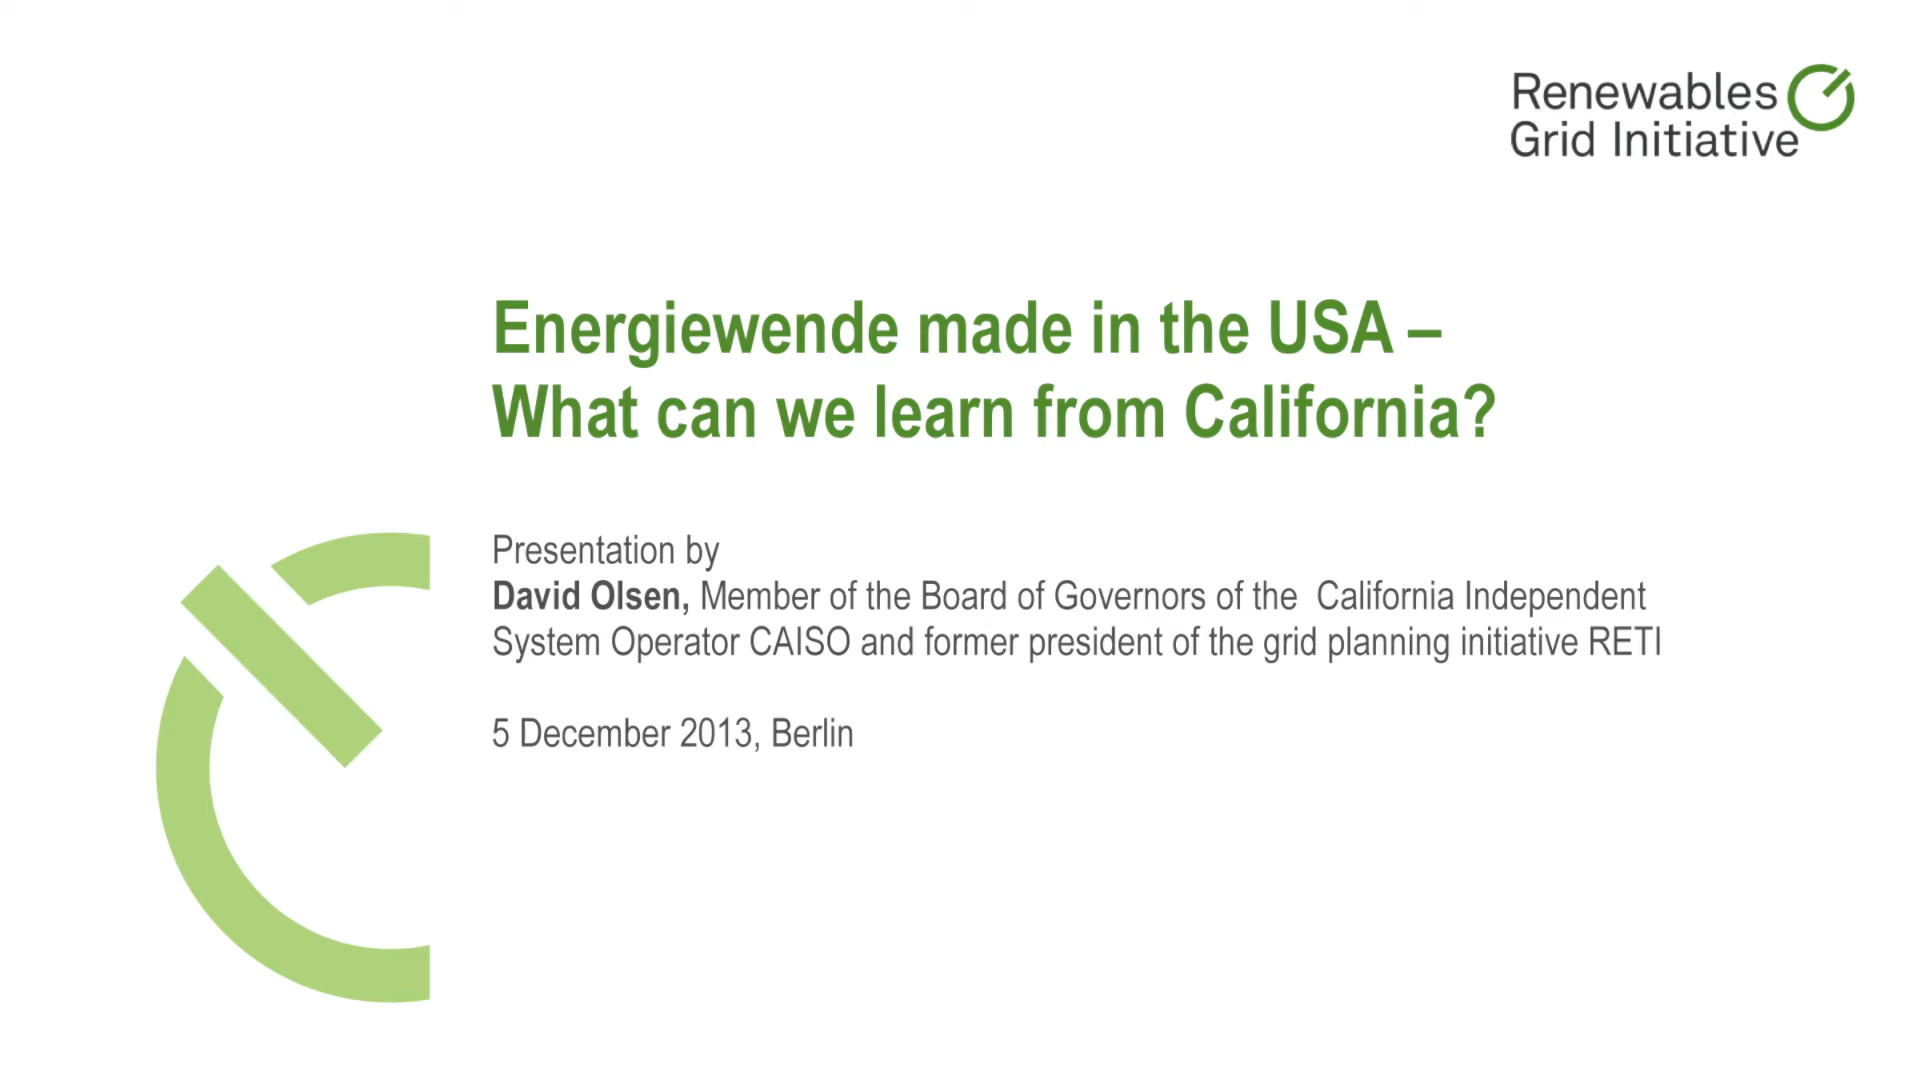 Renewables
Grid Initiative
Energiewende made in the USA –
What can we learn from California?
Presentation by
David Olsen, Member of the Board of Governors of the  California Independent
System Operator CAISO and former president of the grid planning initiative RETI
5 December 2013, Berlin